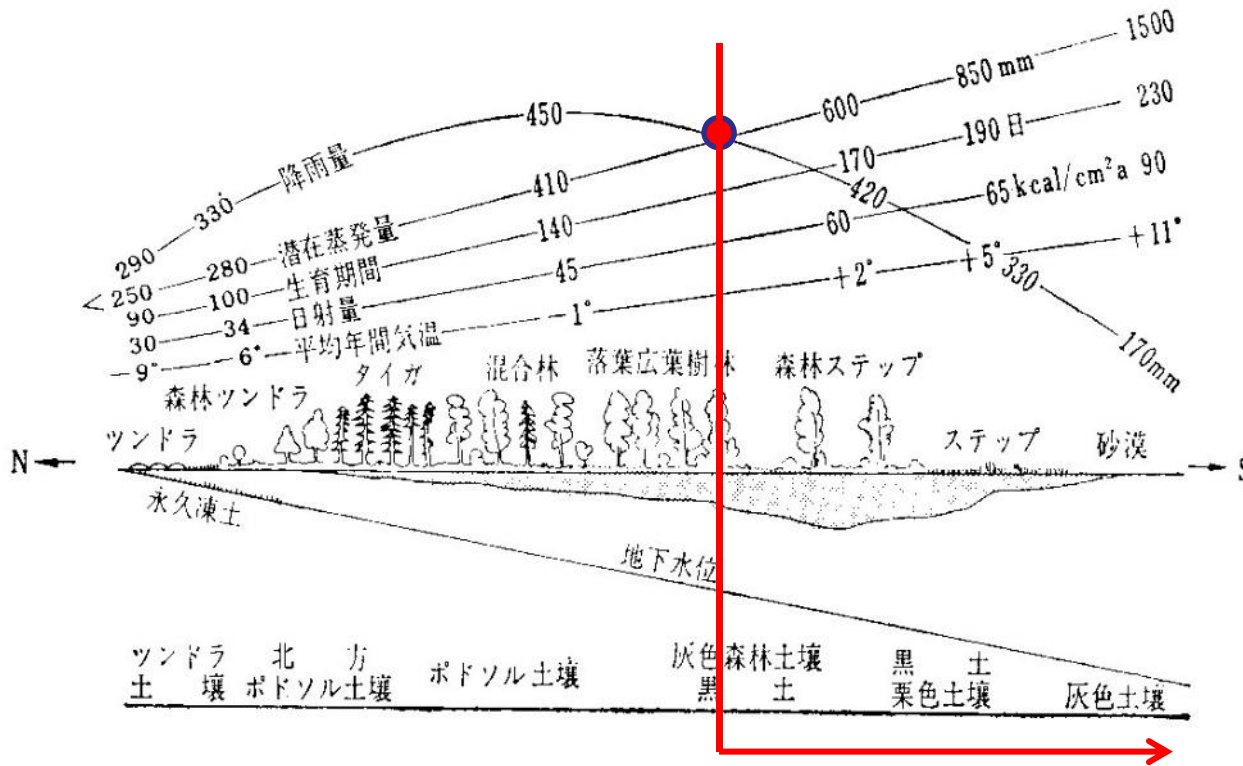 290 330 降雨量 450 420 330 170mm
<250 280 潜在蒸発量 410 600 850mm 1500
90 100 生育期間 140 170 190日 230
30 34 日射量 45 60 65kcal/cm²a 90
-9° 6° 平均年間気温 1° +2° +5° +11°
タイガ 混合林 落葉広葉樹林 森林ステップ
森林ツンドラ
ツンドラ ステップ 砂漠
N S
永久凍土
地下水位
ツンドラ 北方 ポドソル土壌 灰色森林土壌 黒土
土壌 ポドソル土壌 黒土 栗色土壌 灰色土壌